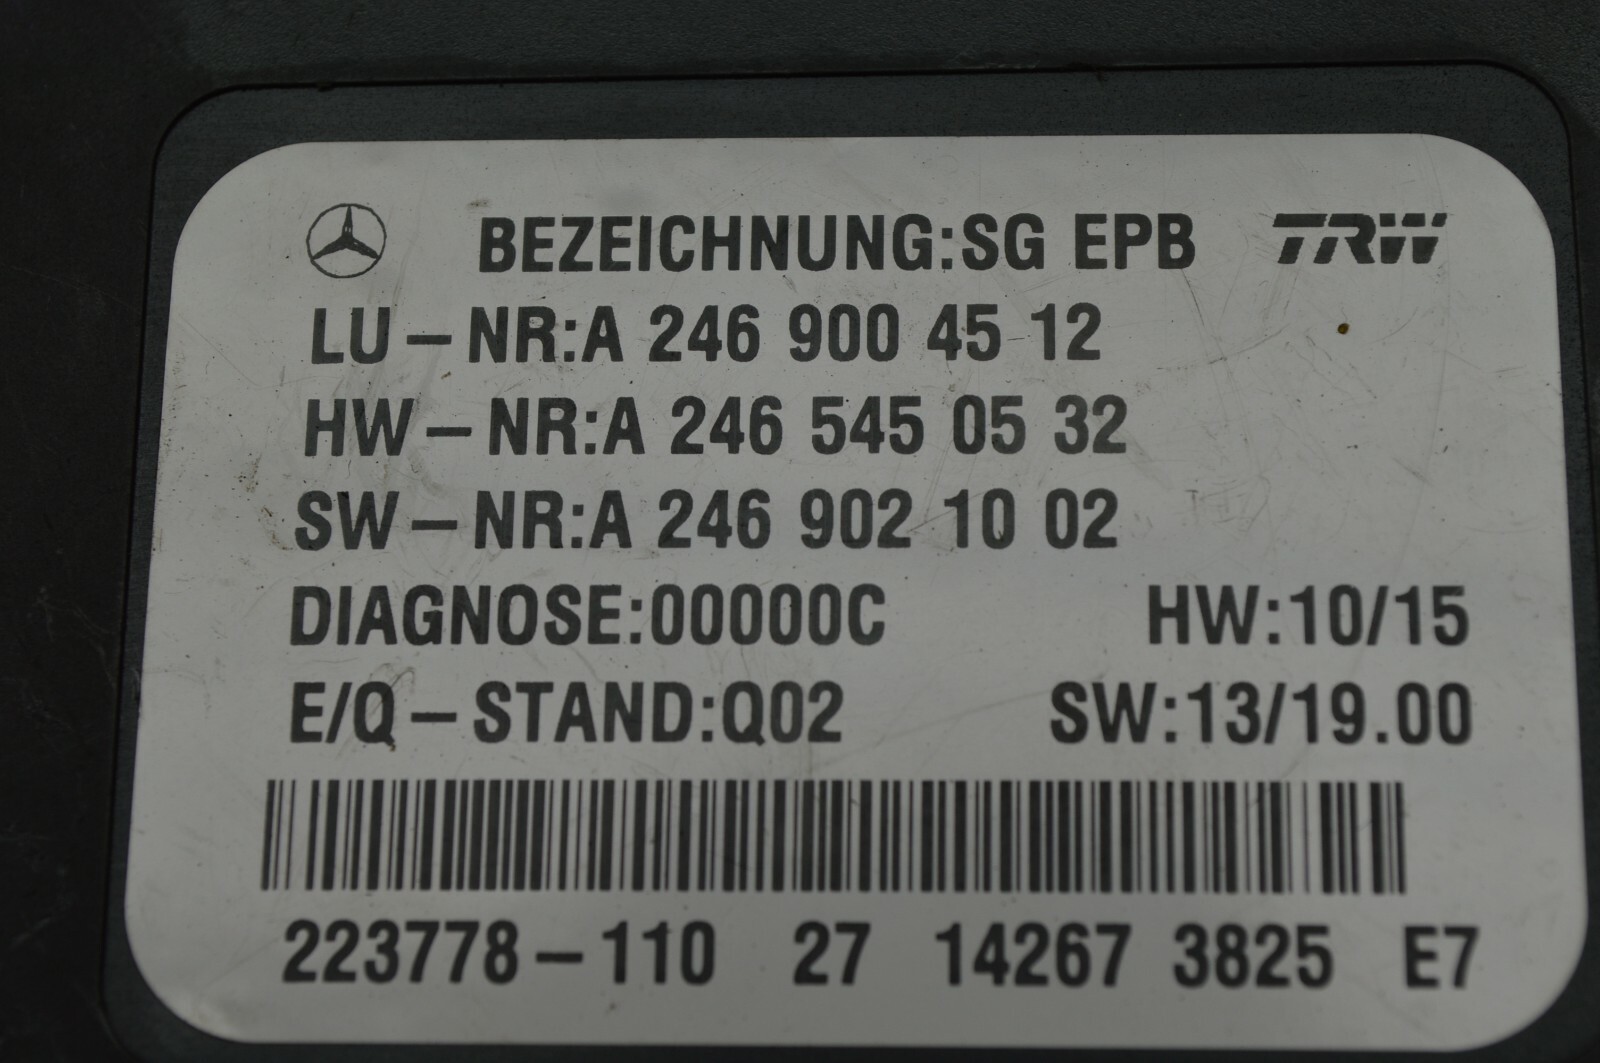 BEZEICHNUNG:SG EPB TRW
LU-NR:A 246 900 45 12
HW-NR:A 246 545 05 32
SW-NR:A 246 902 10 02
DIAGNOSE:00000C HW:10/15
E/Q-STAND:Q02 SW:13/19.00
223778-110 27 14267 3825 E7